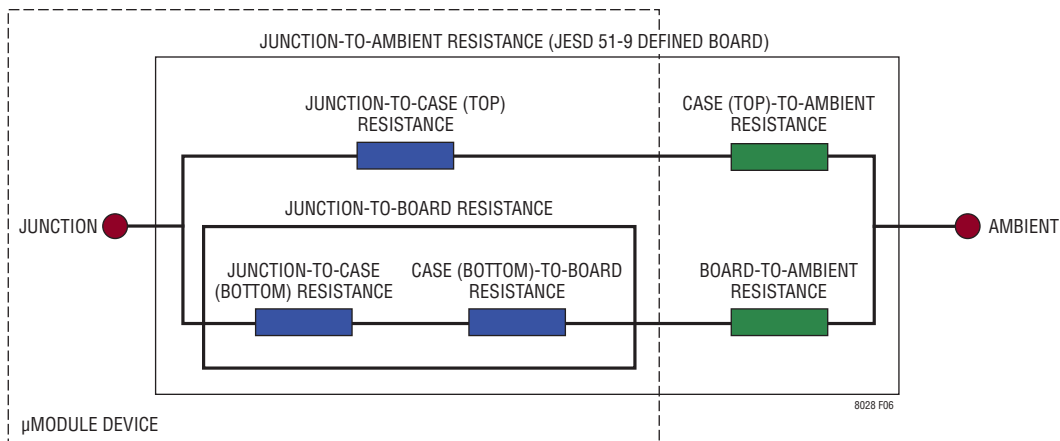 JUNCTION-TO-AMBIENT RESISTANCE (JESD 51-9 DEFINED BOARD)
JUNCTION-TO-CASE (TOP)
RESISTANCE
CASE (TOP)-TO-AMBIENT
RESISTANCE
JUNCTION
JUNCTION-TO-BOARD RESISTANCE
AMBIENT
JUNCTION-TO-CASE
(BOTTOM) RESISTANCE
CASE (BOTTOM)-TO-BOARD
RESISTANCE
BOARD-TO-AMBIENT
RESISTANCE
8028 F06
µMODULE DEVICE